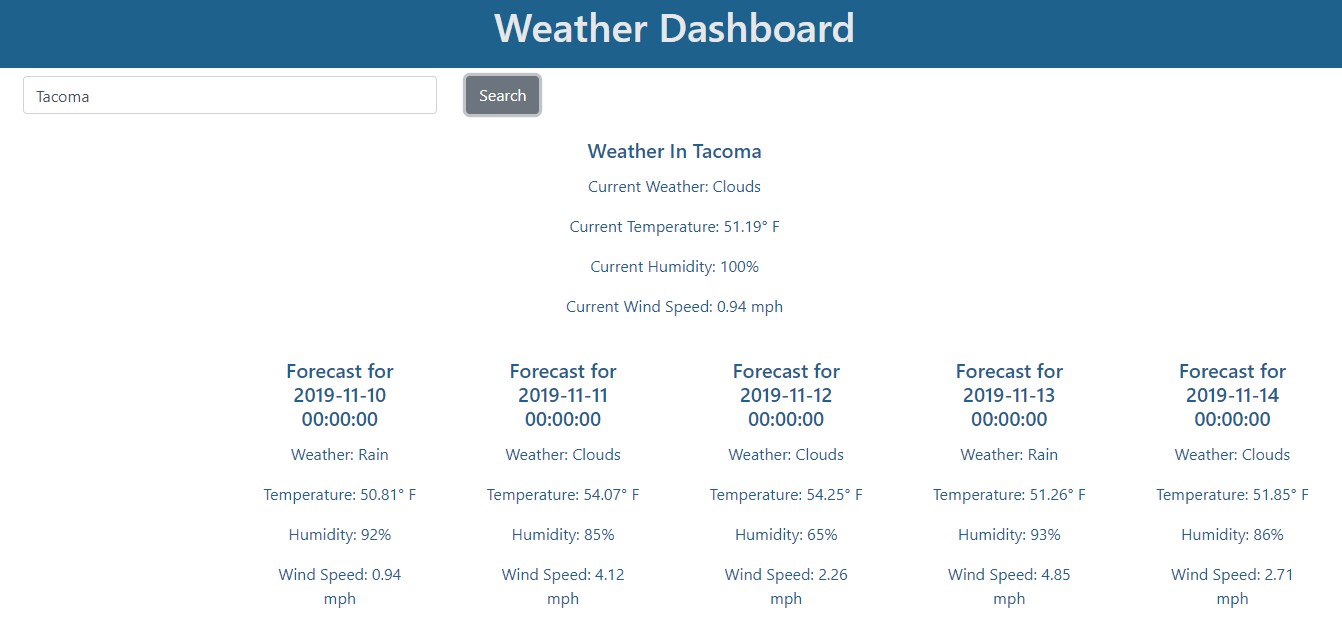 Weather Dashboard
Tacoma
Search
Weather In Tacoma
Current Weather: Clouds
Current Temperature: 51.19° F
Current Humidity: 100%
Current Wind Speed: 0.94 mph
Forecast for
2019-11-10
00:00:00
Weather: Rain
Temperature: 50.81° F
Humidity: 92%
Wind Speed: 0.94
mph
Forecast for
2019-11-11
00:00:00
Weather: Clouds
Temperature: 54.07° F
Humidity: 85%
Wind Speed: 4.12
mph
Forecast for
2019-11-12
00:00:00
Weather: Clouds
Temperature: 54.25° F
Humidity: 65%
Wind Speed: 2.26
mph
Forecast for
2019-11-13
00:00:00
Weather: Rain
Temperature: 51.26° F
Humidity: 93%
Wind Speed: 4.85
mph
Forecast for
2019-11-14
00:00:00
Weather: Clouds
Temperature: 51.85° F
Humidity: 86%
Wind Speed: 2.71
mph